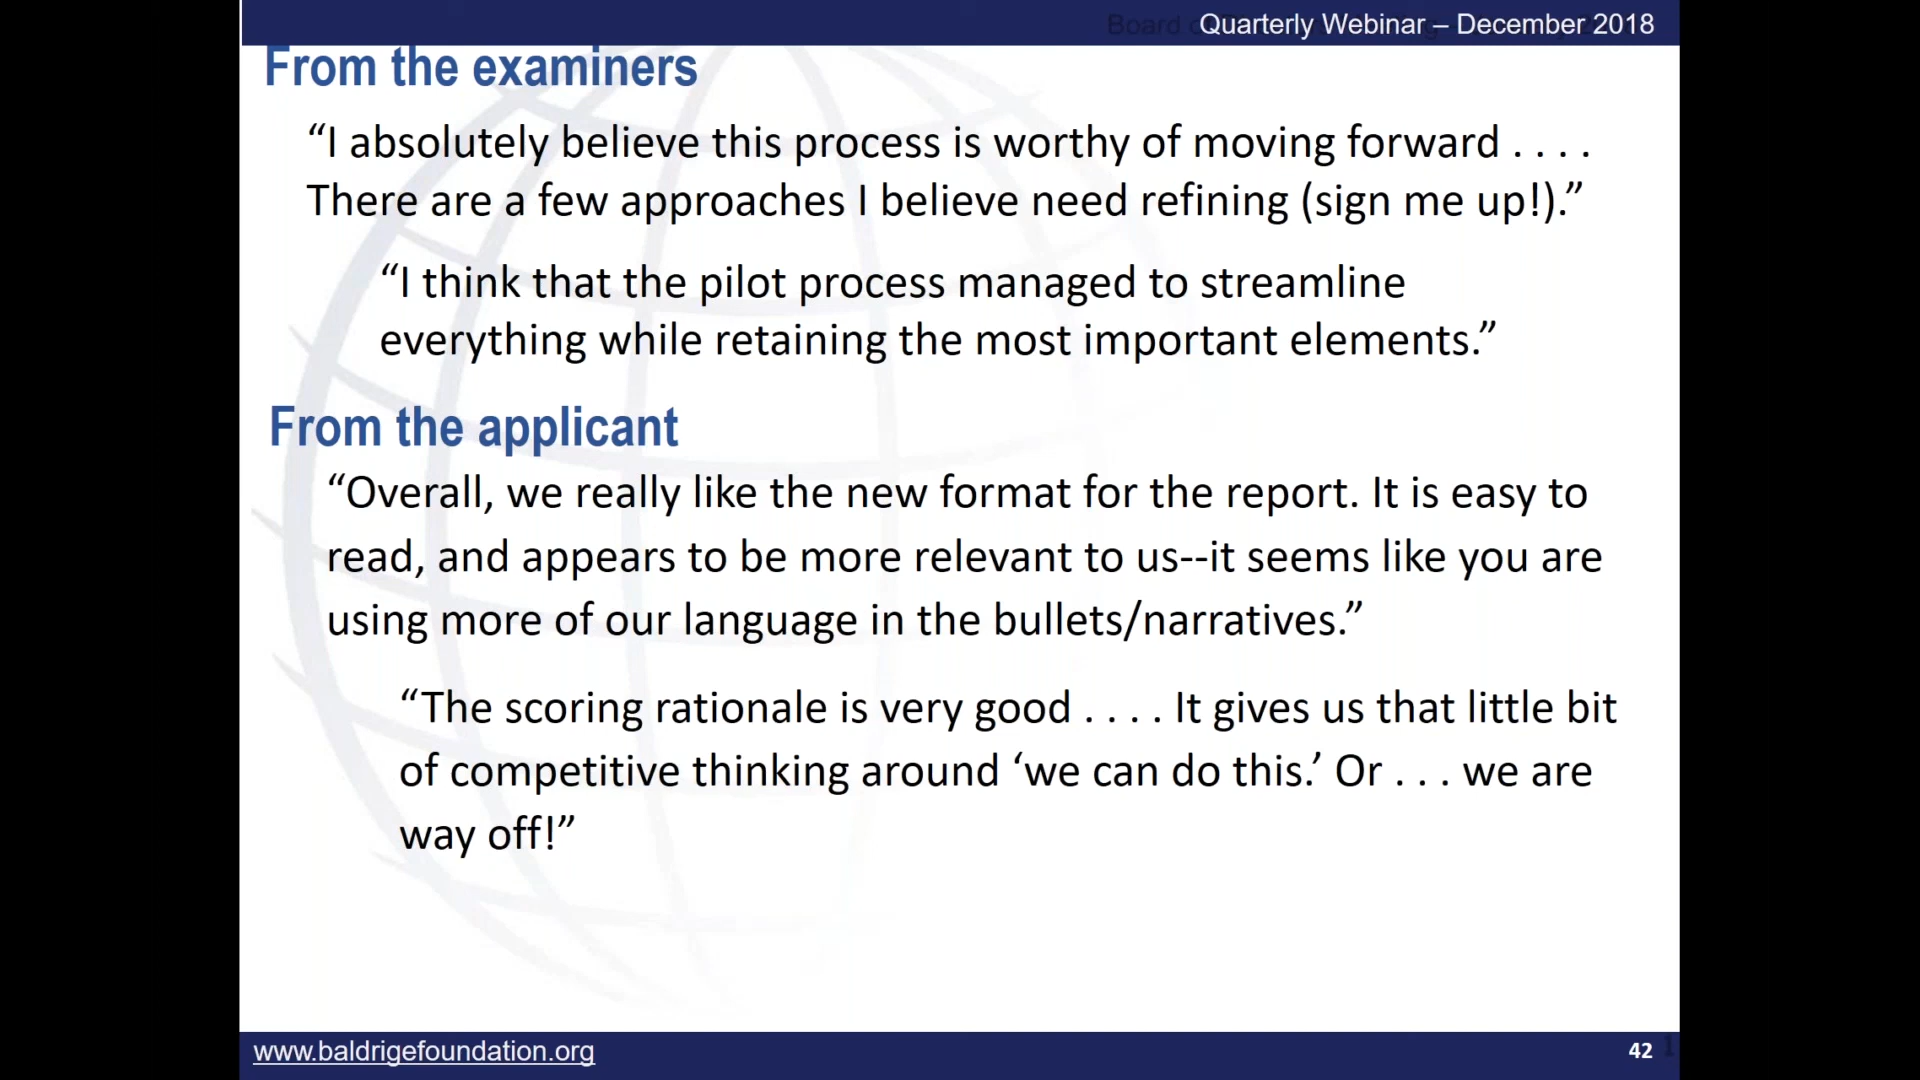 Quarterly Webinar – December 2018
From the examiners
“I absolutely believe this process is worthy of moving forward . . . .
There are a few approaches I believe need refining (sign me up!).”
“I think that the pilot process managed to streamline
everything while retaining the most important elements.”
From the applicant
“Overall, we really like the new format for the report. It is easy to
read, and appears to be more relevant to us--it seems like you are
using more of our language in the bullets/narratives.”
“The scoring rationale is very good . . . . It gives us that little bit
of competitive thinking around ‘we can do this.’ Or . . . we are
way off!”
www.baldrigefoundation.org
42